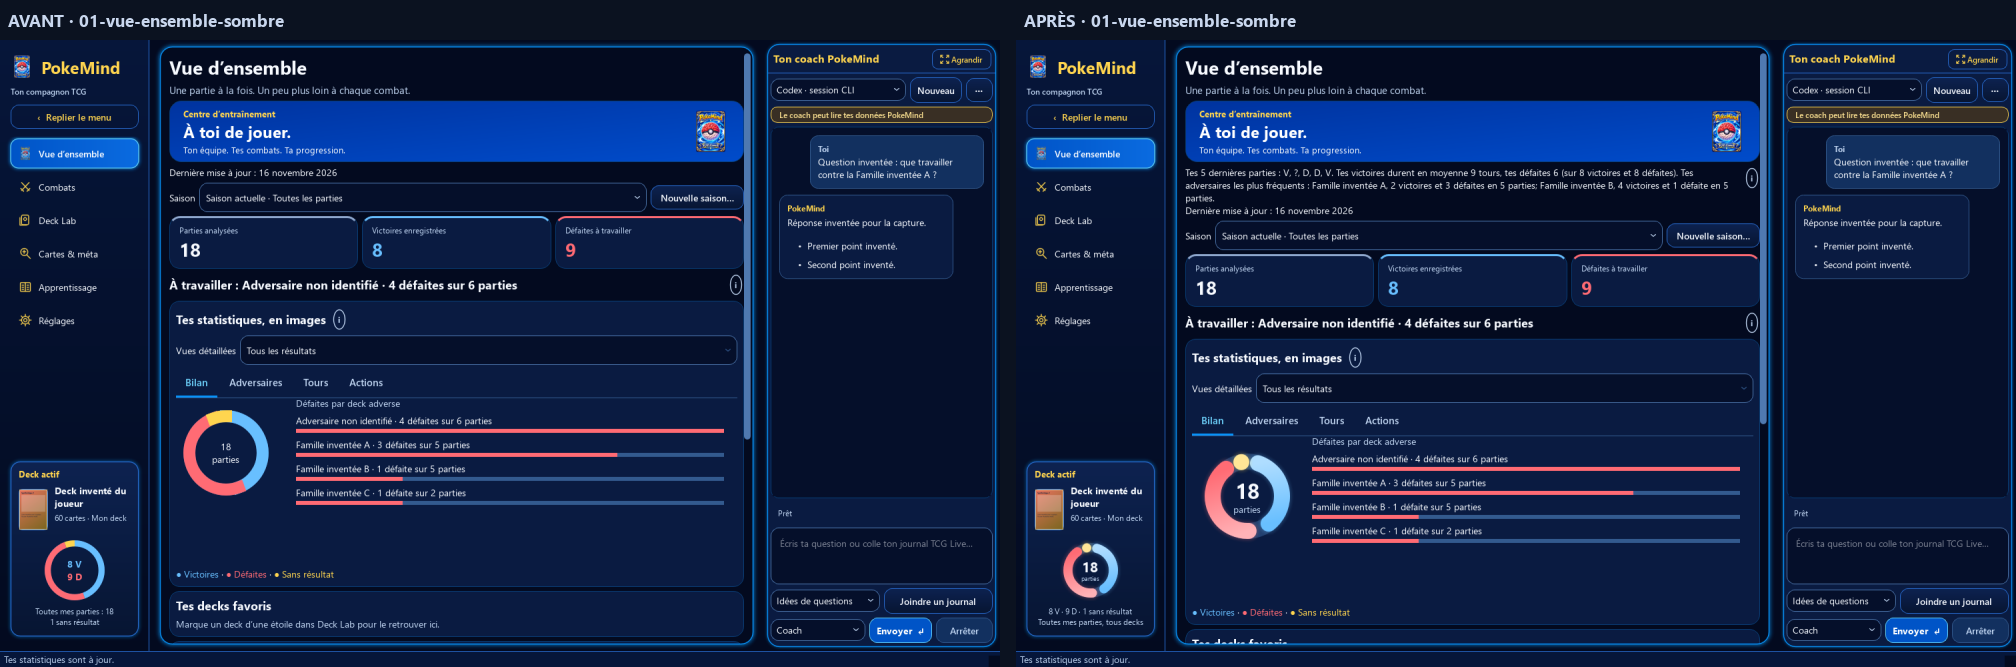 AVANT · 01-vue-ensemble-sombre
PokeMind
Ton compagnon TCG
‹ Replier le menu
Vue d'ensemble
Combats
Deck Lab
Cartes & méta
Apprentissage
Réglages
Deck actif
Deck inventé du
joueur
60 cartes · Mon deck
8 V
9 D
Toutes mes parties : 18
1 sans résultat
Vue d'ensemble
Une partie à la fois. Un peu plus loin à chaque combat.
Centre d'entraînement
À toi de jouer.
Ton équipe. Tes combats. Ta progression.
Dernière mise à jour : 16 novembre 2026
Saison
Saison actuelle · Toutes les parties
Nouvelle saison...
Parties analysées
18
Victoires enregistrées
8
Défaites à travailler
9
À travailler : Adversaire non identifié · 4 défaites sur 6 parties
i
Tes statistiques, en images
i
Vues détaillées
Tous les résultats
Bilan
Adversaires
Tours
Actions
18
parties
Défaites par deck adverse
Adversaire non identifié · 4 défaites sur 6 parties
Famille inventée A · 3 défaites sur 5 parties
Famille inventée B · 1 défaite sur 5 parties
Famille inventée C · 1 défaite sur 2 parties
● Victoires · ● Défaites · ● Sans résultat
Tes decks favoris
Marque un deck d'une étoile dans Deck Lab pour le retrouver ici.
Ton coach PokeMind
Agrandir
Codex · session CLI
Nouveau
...
Le coach peut lire tes données PokeMind
Toi
Question inventée : que travailler
contre la Famille inventée A ?
PokeMind
Réponse inventée pour la capture.
• Premier point inventé.
• Second point inventé.
Prêt
Écris ta question ou colle ton journal TCG Live...
Idées de questions
Joindre un journal
Coach
Envoyer ↲
Arrêter
Tes statistiques sont à jour.
APRÈS · 01-vue-ensemble-sombre
PokeMind
Ton compagnon TCG
‹ Replier le menu
Vue d'ensemble
Combats
Deck Lab
Cartes & méta
Apprentissage
Réglages
Deck actif
Deck inventé du
joueur
60 cartes · Mon deck
18
parties
8 V · 9 D · 1 sans résultat
Toutes mes parties, tous decks
Vue d'ensemble
Une partie à la fois. Un peu plus loin à chaque combat.
Centre d'entraînement
À toi de jouer.
Ton équipe. Tes combats. Ta progression.
Tes 5 dernières parties : V, ?, D, D, V. Tes victoires durent en moyenne 9 tours, tes défaites 6 (sur 8 victoires et 8 défaites). Tes
adversaires les plus fréquents : Famille inventée A, 2 victoires et 3 défaites en 5 parties; Famille inventée B, 4 victoires et 1 défaite en 5
parties.
i
Dernière mise à jour : 16 novembre 2026
Saison
Saison actuelle · Toutes les parties
Nouvelle saison...
Parties analysées
18
Victoires enregistrées
8
Défaites à travailler
9
À travailler : Adversaire non identifié · 4 défaites sur 6 parties
i
Tes statistiques, en images
i
Vues détaillées
Tous les résultats
Bilan
Adversaires
Tours
Actions
18
parties
Défaites par deck adverse
Adversaire non identifié · 4 défaites sur 6 parties
Famille inventée A · 3 défaites sur 5 parties
Famille inventée B · 1 défaite sur 5 parties
Famille inventée C · 1 défaite sur 2 parties
● Victoires · ● Défaites · ● Sans résultat
Tes decks favoris
Ton coach PokeMind
Agrandir
Codex · session CLI
Nouveau
...
Le coach peut lire tes données PokeMind
Toi
Question inventée : que travailler
contre la Famille inventée A ?
PokeMind
Réponse inventée pour la capture.
• Premier point inventé.
• Second point inventé.
Prêt
Écris ta question ou colle ton journal TCG Live...
Idées de questions
Joindre un journal
Coach
Envoyer ↲
Arrêter
Tes statistiques sont à jour.